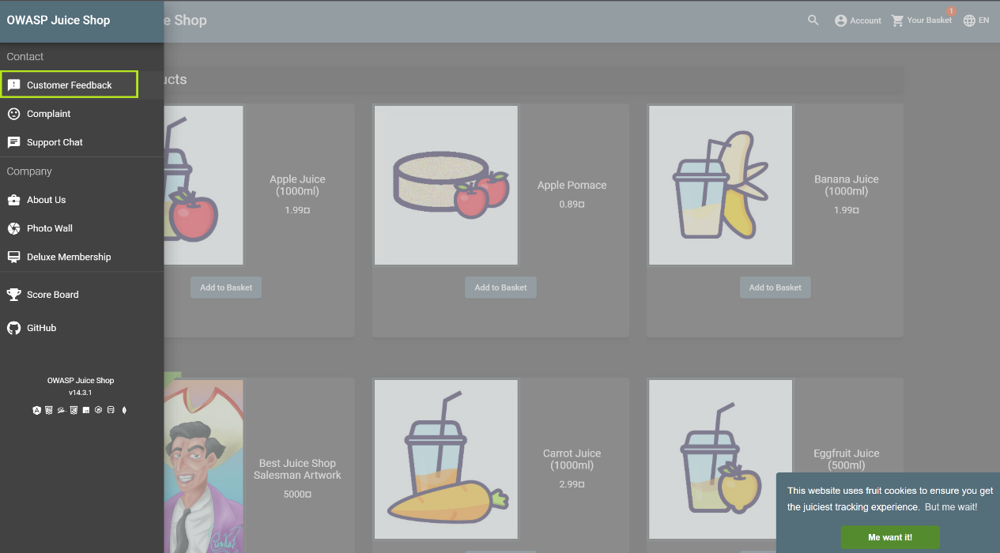 OWASP Juice Shop
ce Shop
Account
Your Basket
1
EN
Contact
Customer Feedback
Complaint
Support Chat
Company
About Us
Photo Wall
Deluxe Membership
Score Board
GitHub
OWASP Juice Shop
v14.3.1
ucts
Apple Juice
(1000ml)
1.99¤
Add to Basket
Apple Pomace
0.89¤
Add to Basket
Banana Juice
(1000ml)
1.99¤
Add to Basket
Best Juice Shop
Salesman Artwork
5000¤
Carrot Juice
(1000ml)
2.99¤
Eggfruit Juice
(500ml)
This website uses fruit cookies to ensure you get
the juiciest tracking experience. But me wait!
Me want it!